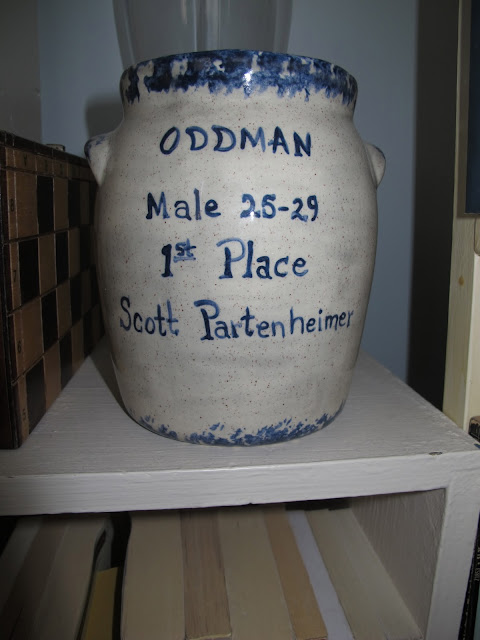 ODDMAN
Male 25-29
1st Place
Scott Partenheimer